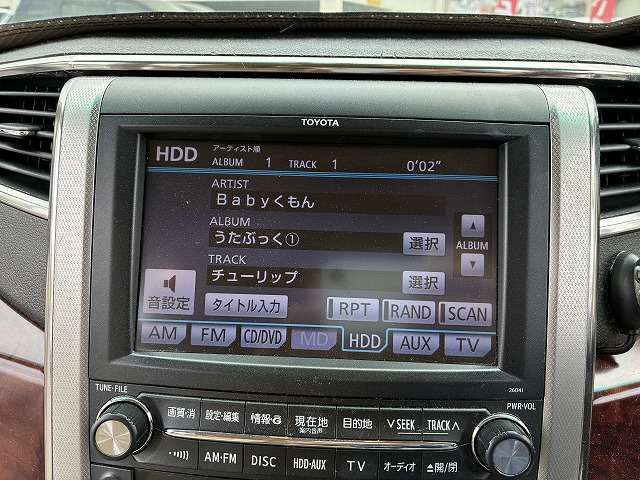 TOYOTA
HDD アーティスト順
ALBUM 1 TRACK 1 0'02"
ARTIST
Ｂａｂｙくもん
ALBUM
うたぶっく①
選択
▲
ALBUM
▼
TRACK
チューリップ
選択
音設定
タイトル入力 RPT RAND SCAN
AM FM CD/DVD MD HDD AUX TV
TUNE･FILE 26041
PWR･VOL
画質･消 設定･編集 情報･G 現在地 目的地 ∨SEEK TRACK∧
案内音声
AM･FM DISC HDD･AUX TV オーディオ ▲開/閉